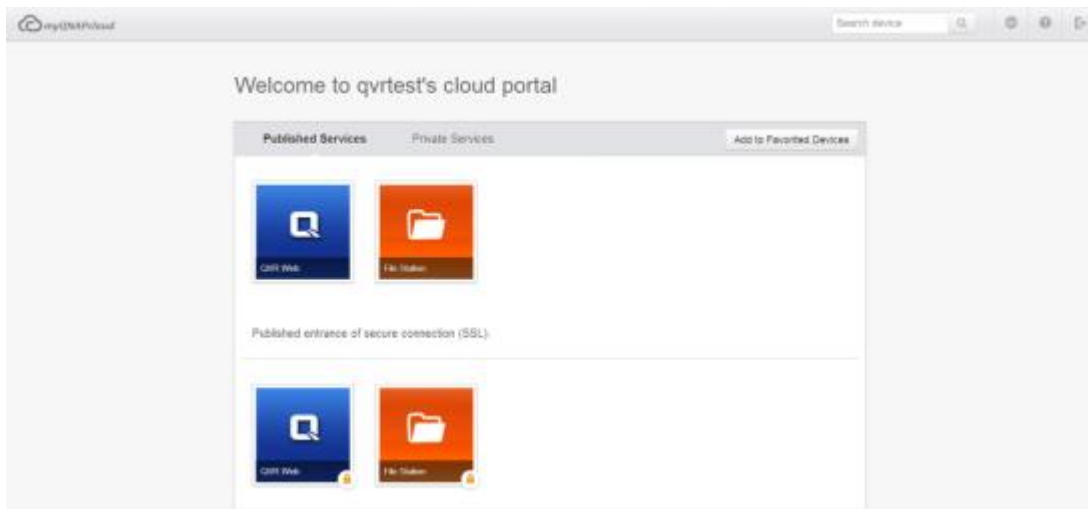 myQNAPcloud
Search device
Welcome to qvrtest's cloud portal
Published Services
Private Services
Add to Favorited Devices
QVR Web
File Station
Published entrance of secure connection (SSL).
QVR Web
File Station